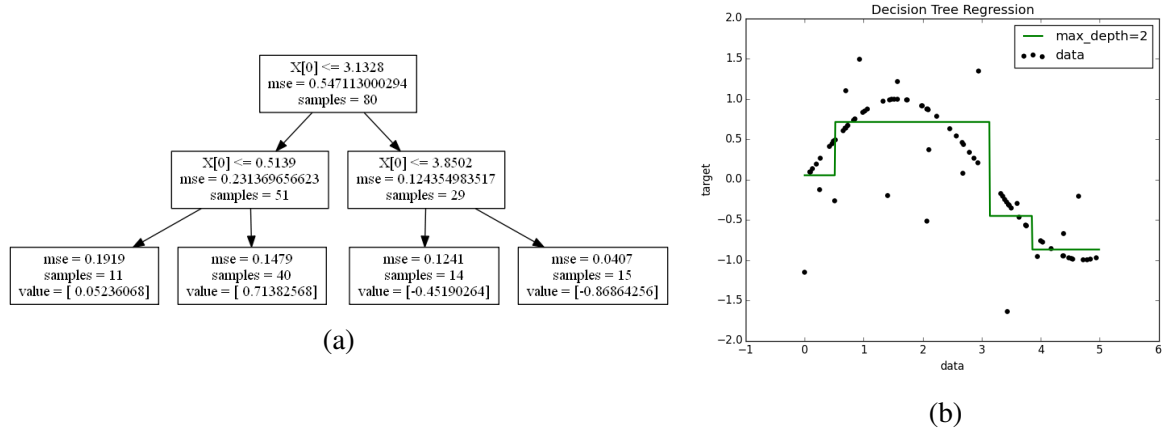 X[0] <= 3.1328
mse = 0.547113000294
samples = 80
X[0] <= 0.5139
mse = 0.231369656623
samples = 51
X[0] <= 3.8502
mse = 0.124354983517
samples = 29
mse = 0.1919
samples = 11
value = [ 0.05236068]
mse = 0.1479
samples = 40
value = [ 0.71382568]
mse = 0.1241
samples = 14
value = [-0.45190264]
mse = 0.0407
samples = 15
value = [-0.86864256]
(a)
Decision Tree Regression
max_depth=2
data
2.0
1.5
1.0
0.5
0.0
−0.5
−1.0
−1.5
−2.0
target
−1
0
1
2
3
4
5
6
data
(b)